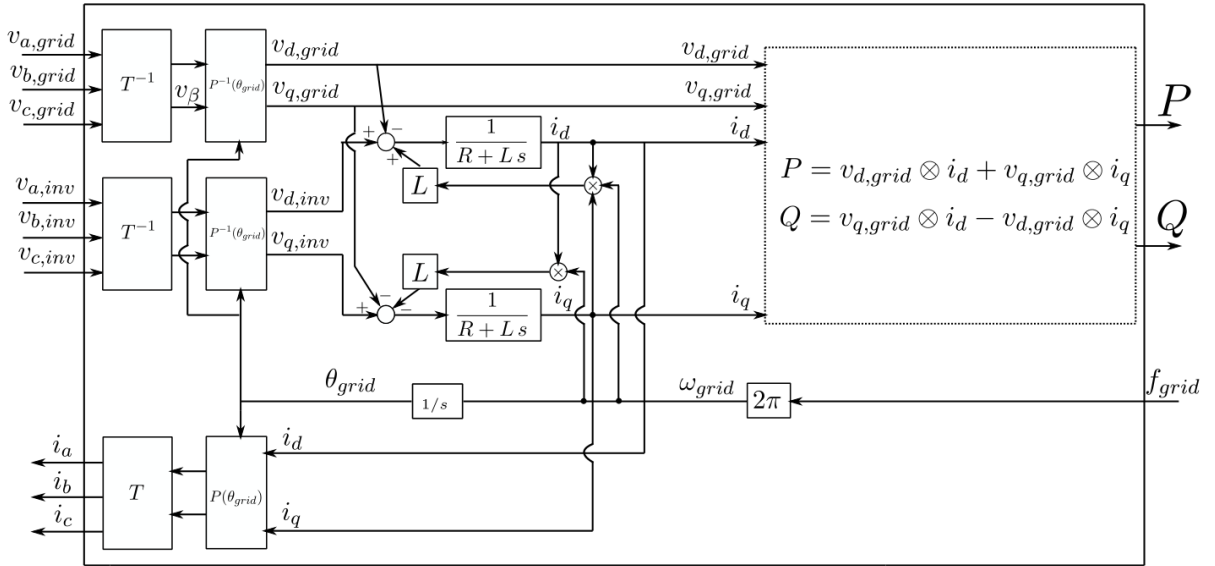 v_{a,grid}
v_{b,grid}
v_{c,grid}
T^{-1}
v_β
P^{-1}(θ_{grid})
v_{d,grid}
v_{q,grid}
v_{d,grid}
v_{q,grid}
+
−
+
1
R + L s
i_d
i_d
L
×
P = v_{d,grid} ⊗ i_d + v_{q,grid} ⊗ i_q
Q = v_{q,grid} ⊗ i_d − v_{d,grid} ⊗ i_q
P
Q
v_{a,inv}
v_{b,inv}
v_{c,inv}
T^{-1}
P^{-1}(θ_{grid})
v_{d,inv}
v_{q,inv}
L
×
+
−
−
1
R + L s
i_q
i_q
θ_{grid}
1/s
ω_{grid}
2π
f_{grid}
i_a
i_b
i_c
T
P(θ_{grid})
i_d
i_q